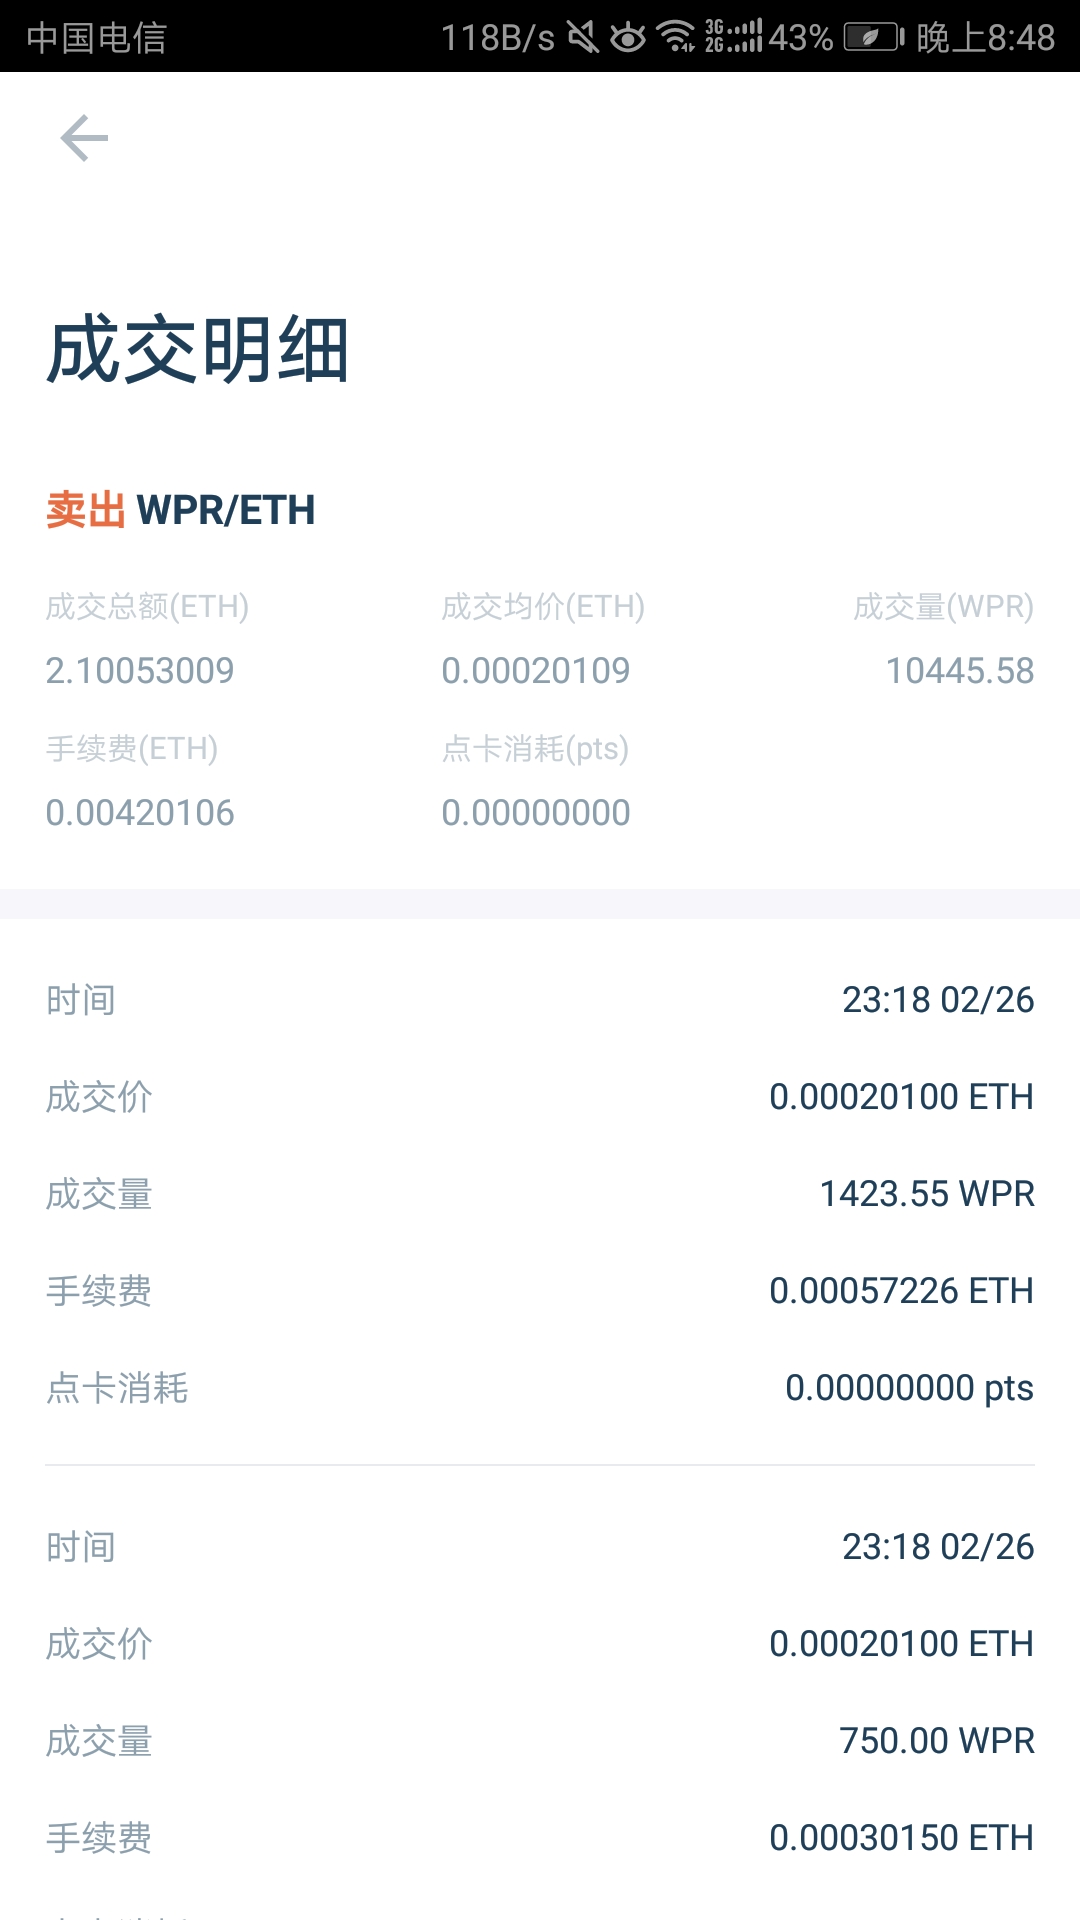 中国电信 118B/s 3G 2G 43% 晚上8:48
成交明细
卖出 WPR/ETH
成交总额(ETH) 成交均价(ETH) 成交量(WPR)
2.10053009 0.00020109 10445.58
手续费(ETH) 点卡消耗(pts)
0.00420106 0.00000000
时间 23:18 02/26
成交价 0.00020100 ETH
成交量 1423.55 WPR
手续费 0.00057226 ETH
点卡消耗 0.00000000 pts
时间 23:18 02/26
成交价 0.00020100 ETH
成交量 750.00 WPR
手续费 0.00030150 ETH